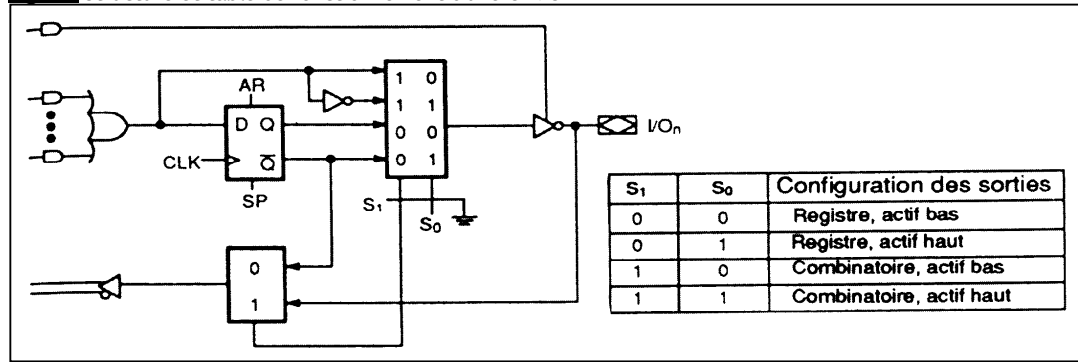 AR
D Q
CLK
Q
SP
1 0
1 1
0 0
0 1
S1
S0
I/On
0
1
S1 S0 Configuration des sorties
0 0 Registre, actif bas
0 1 Registre, actif haut
1 0 Combinatoire, actif bas
1 1 Combinatoire, actif haut